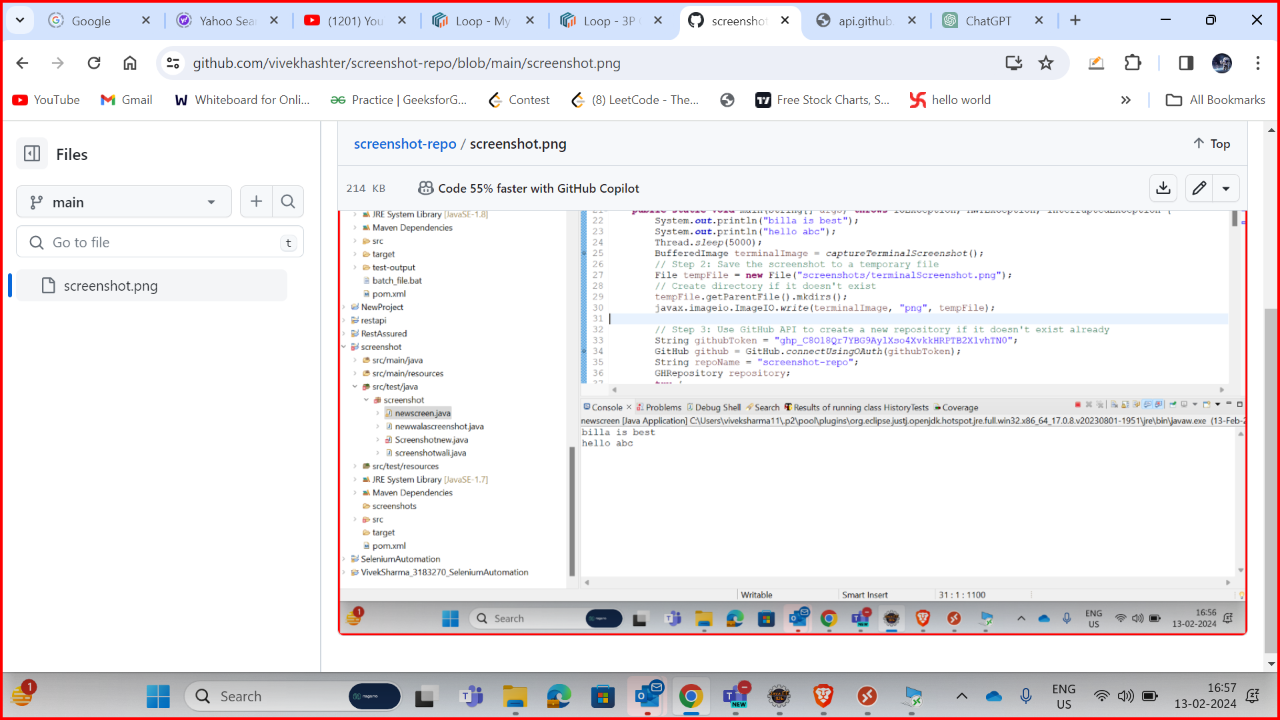 Google
Yahoo Sea
(1201) You
Loop - My
Loop - 3P
screenshot
api.github.
ChatGPT
github.com/vivekhashter/screenshot-repo/blob/main/screenshot.png
YouTube
Gmail
Whiteboard for Onli...
Practice | GeeksforG...
Contest
(8) LeetCode - The...
Free Stock Charts, S...
hello world
All Bookmarks
Files
main
Go to file
t
screenshot.png
screenshot-repo / screenshot.png
Top
214 KB
Code 55% faster with GitHub Copilot
JRE System Library [JavaSE-1.8]
Maven Dependencies
src
target
test-output
batch_file.bat
pom.xml
NewProject
restapi
RestAssured
screenshot
src/main/java
src/main/resources
src/test/java
screenshot
newscreen.java
newwalascreenshot.java
Screenshotnew.java
screenshotwali.java
src/test/resources
JRE System Library [JavaSE-1.7]
Maven Dependencies
screenshots
src
target
pom.xml
SeleniumAutomation
VivekSharma_3183270_SeleniumAutomation
22 System.out.println("billa is best");
23 System.out.println("hello abc");
24 Thread.sleep(5000);
25 BufferedImage terminalImage = captureTerminalScreenshot();
26 // Step 2: Save the screenshot to a temporary file
27 File tempFile = new File("screenshots/terminalScreenshot.png");
28 // Create directory if it doesn't exist
29 tempFile.getParentFile().mkdirs();
30 javax.imageio.ImageIO.write(terminalImage, "png", tempFile);
31
32 // Step 3: Use GitHub API to create a new repository if it doesn't exist already
33 String githubToken =
34 GitHub github = GitHub.connectUsingOAuth(githubToken);
35 String repoName = "screenshot-repo";
36 GHRepository repository;
Console
Problems
Debug Shell
Search
Results of running class HistoryTests
Coverage
newscreen [Java Application] C:\Users\viveksharma11\.p2\pool\plugins\org.eclipse.justj.openjdk.hotspot.jre.full.win32.x86_64_17.0.8.v20230801-1951\jre\bin\javaw.exe (13-Feb-2
billa is best
hello abc
Writable
Smart Insert
31 : 1 : 1100
1
Search
ENG
US
16:56
13-02-2024
1
Search
NEW
ENG
US
16:57
13-02-2024